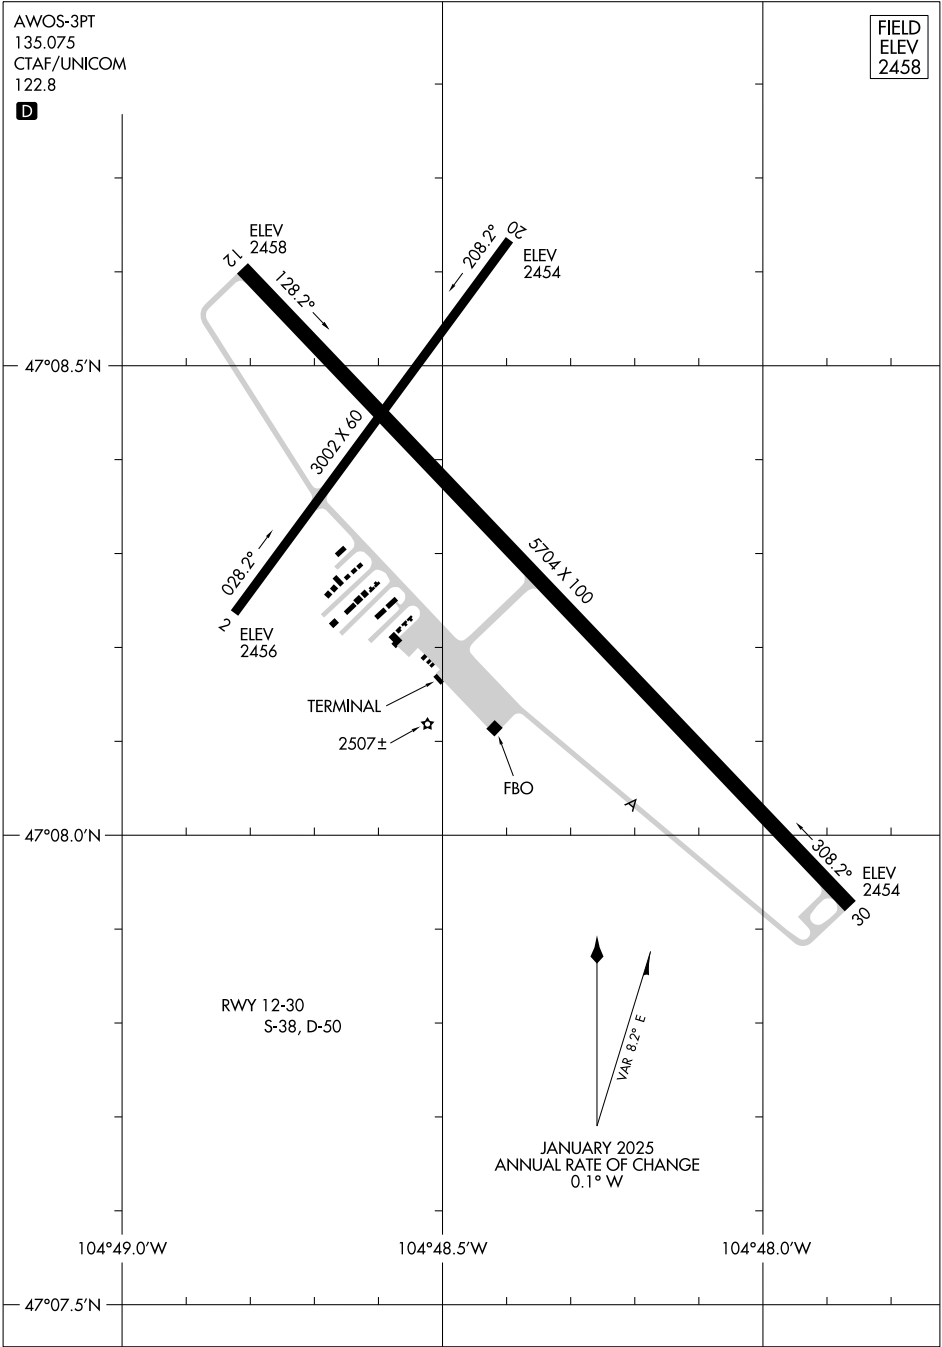 AWOS-3PT
135.075
CTAF/UNICOM
122.8
D
FIELD
ELEV
2458
ELEV
2458
12
128.2°
208.2°
20
ELEV
2454
47°08.5'N
3002 X 60
5704 X 100
028.2°
2
ELEV
2456
TERMINAL
2507±
FBO
A
47°08.0'N
308.2°
ELEV
2454
30
RWY 12-30
S-38, D-50
VAR 8.2° E
JANUARY 2025
ANNUAL RATE OF CHANGE
0.1° W
104°49.0'W
104°48.5'W
104°48.0'W
47°07.5'N